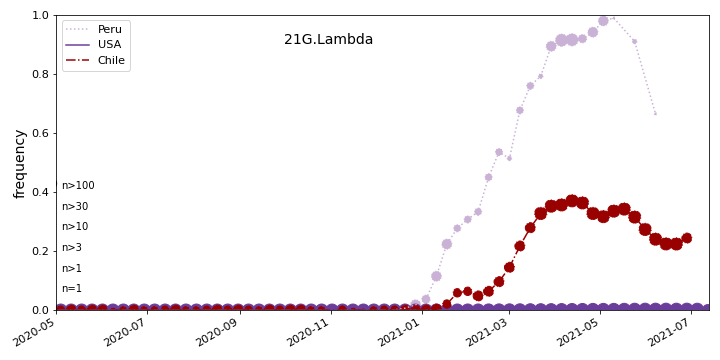 21G.Lambda
Peru
USA
Chile
frequency
1.0
0.8
0.6
0.4
0.2
0.0
n>100
n>30
n>10
n>3
n>1
n=1
2020-05
2020-07
2020-09
2020-11
2021-01
2021-03
2021-05
2021-07